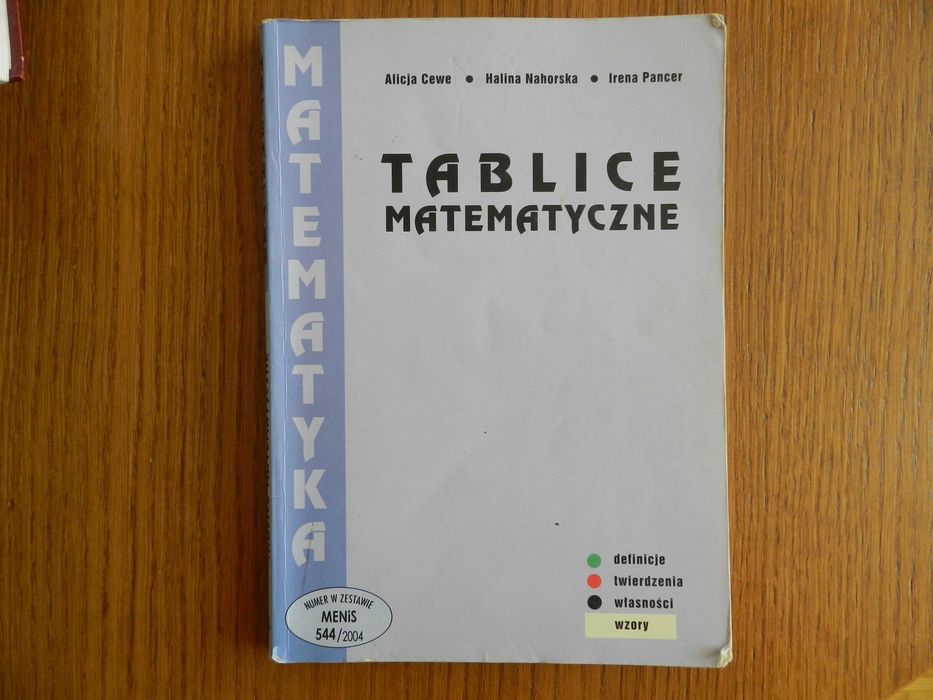 MATEMATYKA
Alicja Cewe ● Halina Nahorska ● Irena Pancer
TABLICE
MATEMATYCZNE
definicje
twierdzenia
własności
wzory
NUMER W ZESTAWIE
MENiS
544/2004